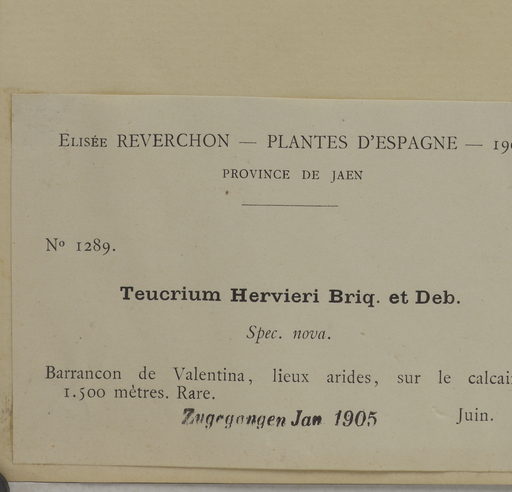 Elisée REVERCHON — PLANTES D'ESPAGNE — 190
PROVINCE DE JAEN
Nº 1289.
Teucrium Hervieri Briq. et Deb.
Spec. nova.
Barrancon de Valentina, lieux arides, sur le calcai
1.500 mètres. Rare.
Zugegangen Jan 1905
Juin.